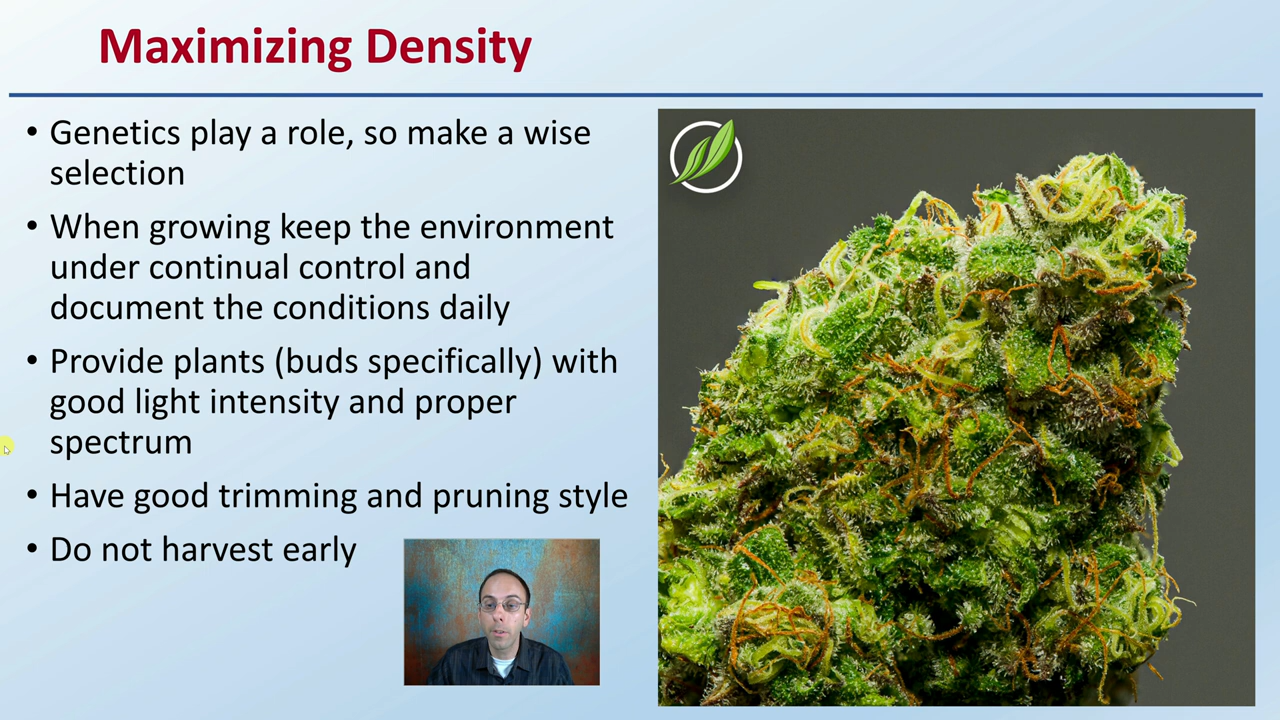 Maximizing Density
• Genetics play a role, so make a wise
selection
• When growing keep the environment
under continual control and
document the conditions daily
• Provide plants (buds specifically) with
good light intensity and proper
spectrum
• Have good trimming and pruning style
• Do not harvest early